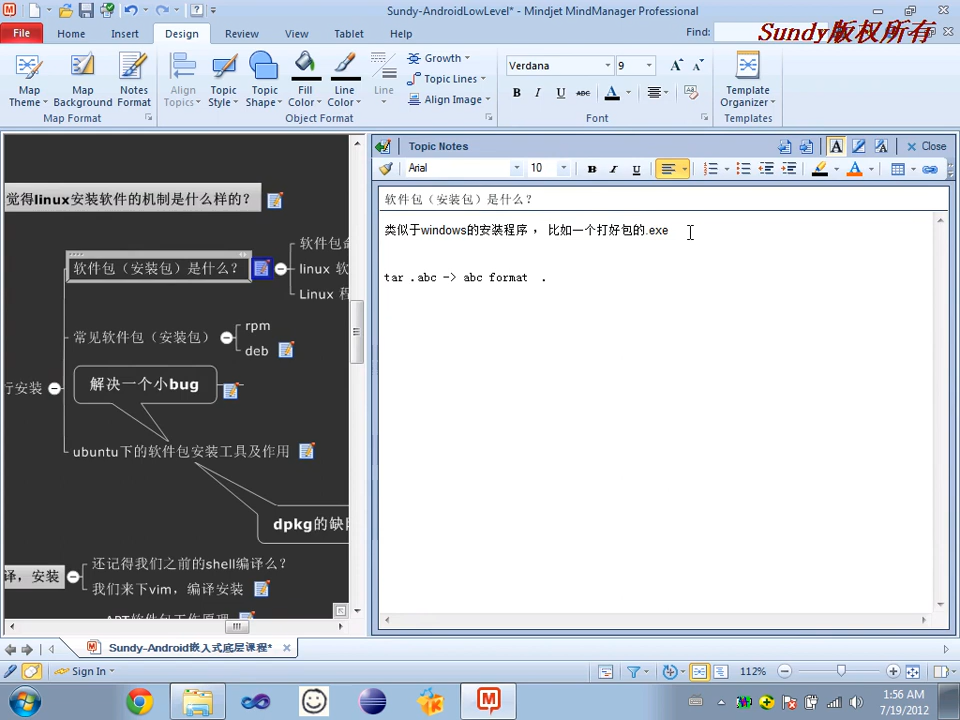 Sundy-AndroidLowLevel* - Mindjet MindManager Professional
File Home Insert Design Review View Tablet Help Find:
Sundy版权所有
Map Theme Map Background Notes Format
Map Format
Align Topics Topic Style Topic Shape Fill Color Line Color Line
Growth
Topic Lines
Align Image
Object Format
Verdana 9
B I U ABC A
Font
Template Organizer
Templates
觉得linux安装软件的机制是什么样的？
软件包（安装包）是什么？
软件包命
linux 软
Linux 程
常见软件包（安装包）
rpm
deb
行安装
解决一个小bug
ubuntu下的软件包安装工具及作用
dpkg的缺
译，安装
还记得我们之前的shell编译么？
我们来下vim，编译安装
APT软件包工作原理
Topic Notes Close
Arial 10 B I U
软件包（安装包）是什么？
类似于windows的安装程序 ， 比如一个打好包的.exe
tar .abc -> abc format .
Sundy-Android嵌入式底层课程*
Sign In 112%
1:56 AM
7/19/2012